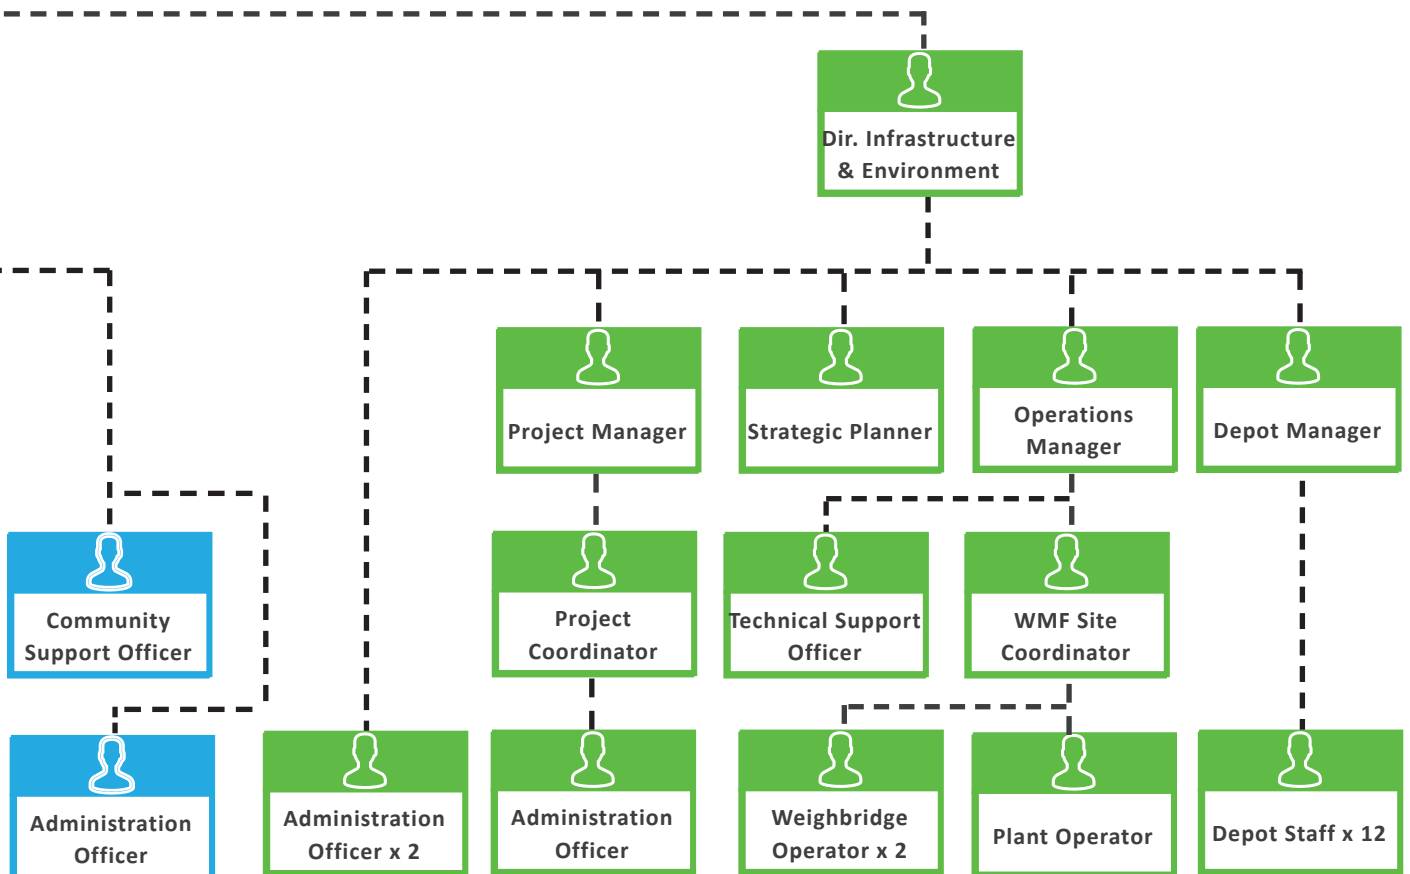 Dir. Infrastructure
& Environment
Project Manager
Strategic Planner
Operations
Manager
Depot Manager
Community
Support Officer
Project
Coordinator
Technical Support
Officer
WMF Site
Coordinator
Administration
Officer
Administration
Officer x 2
Administration
Officer
Weighbridge
Operator x 2
Plant Operator
Depot Staff x 12